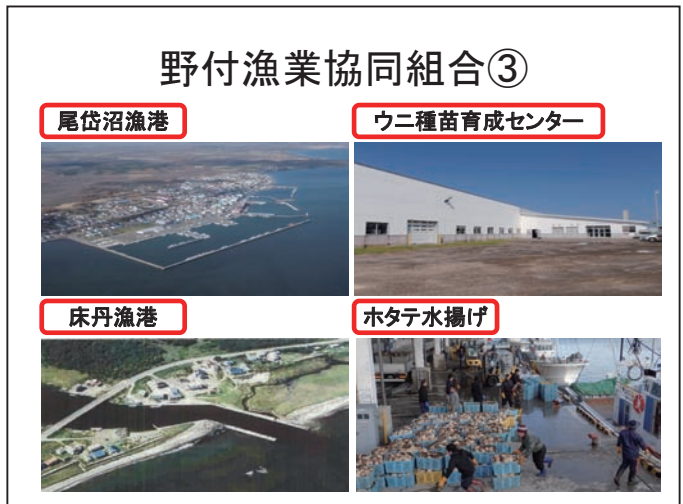 野付漁業協同組合③
尾岱沼漁港
ウニ種苗育成センター
床丹漁港
ホタテ水揚げ